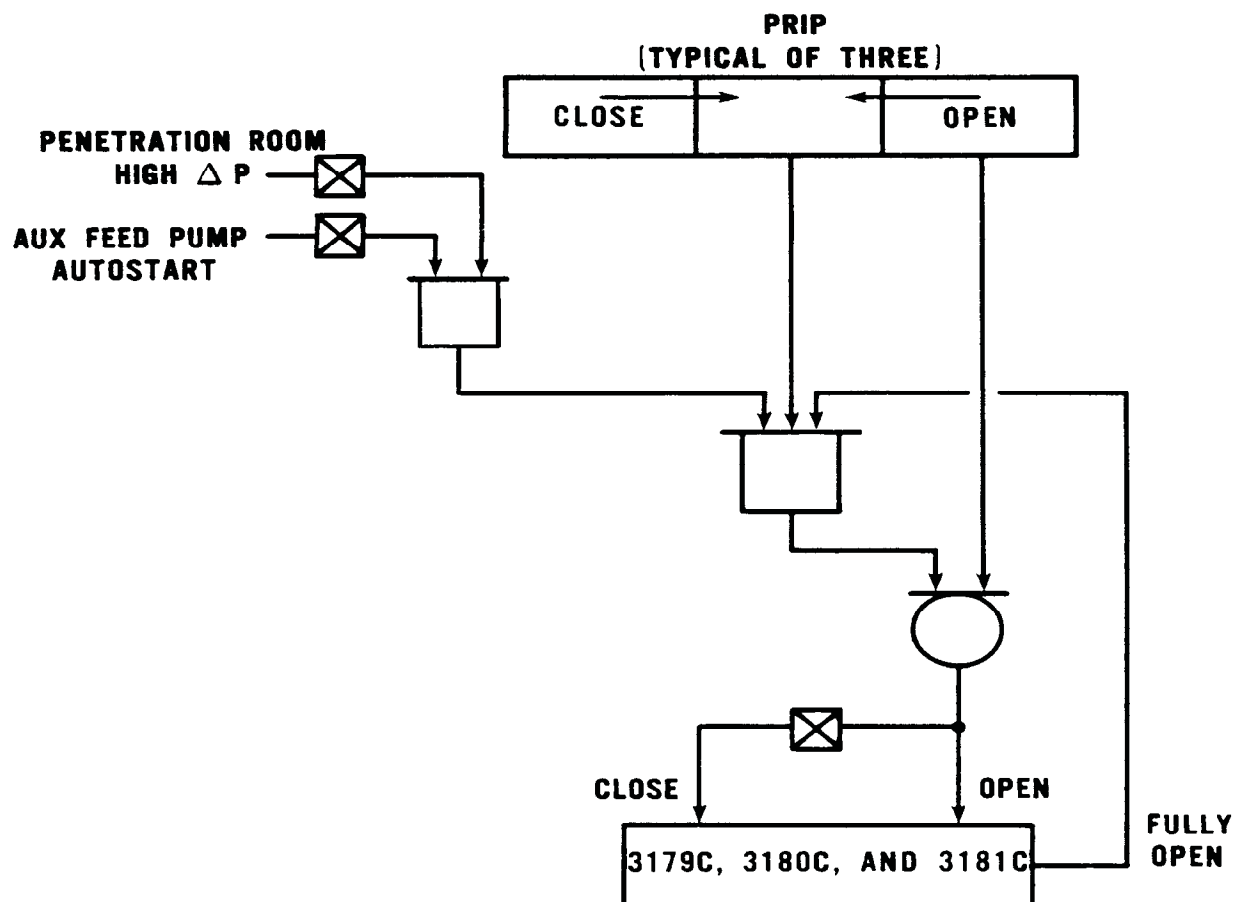 PRIP
(TYPICAL OF THREE)
CLOSE
OPEN
PENETRATION ROOM
HIGH Δ P
AUX FEED PUMP
AUTOSTART
CLOSE
OPEN
FULLY
OPEN
3179C, 3180C, AND 3181C